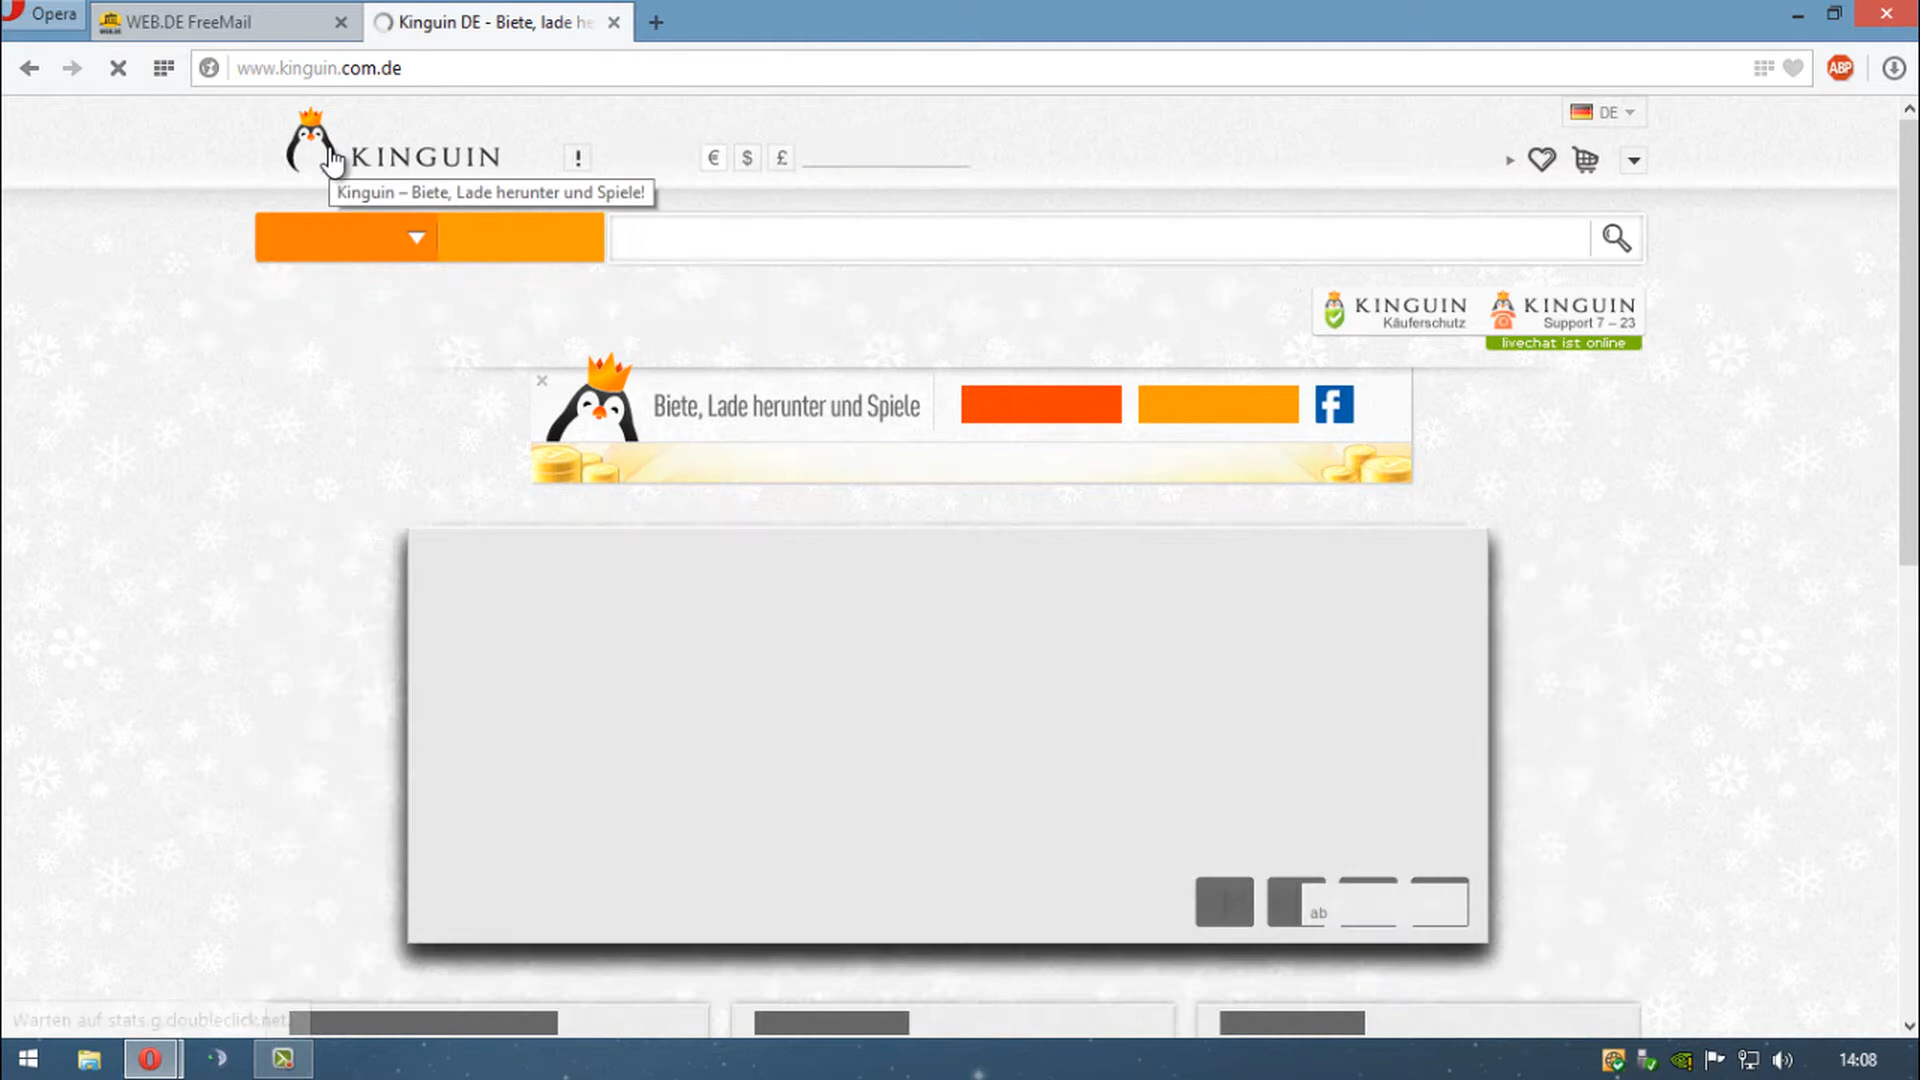 Opera
WEB.DE FreeMail
Kinguin DE - Biete, lade he
www.kinguin.com.de
ABP
DE
KINGUIN
!
€ $ £
Kinguin – Biete, Lade herunter und Spiele!
KINGUIN
Käuferschutz
KINGUIN
Support 7 – 23
livechat ist online
Biete, Lade herunter und Spiele
f
ab
Warten auf stats.g.doubleclick.net...
14:08